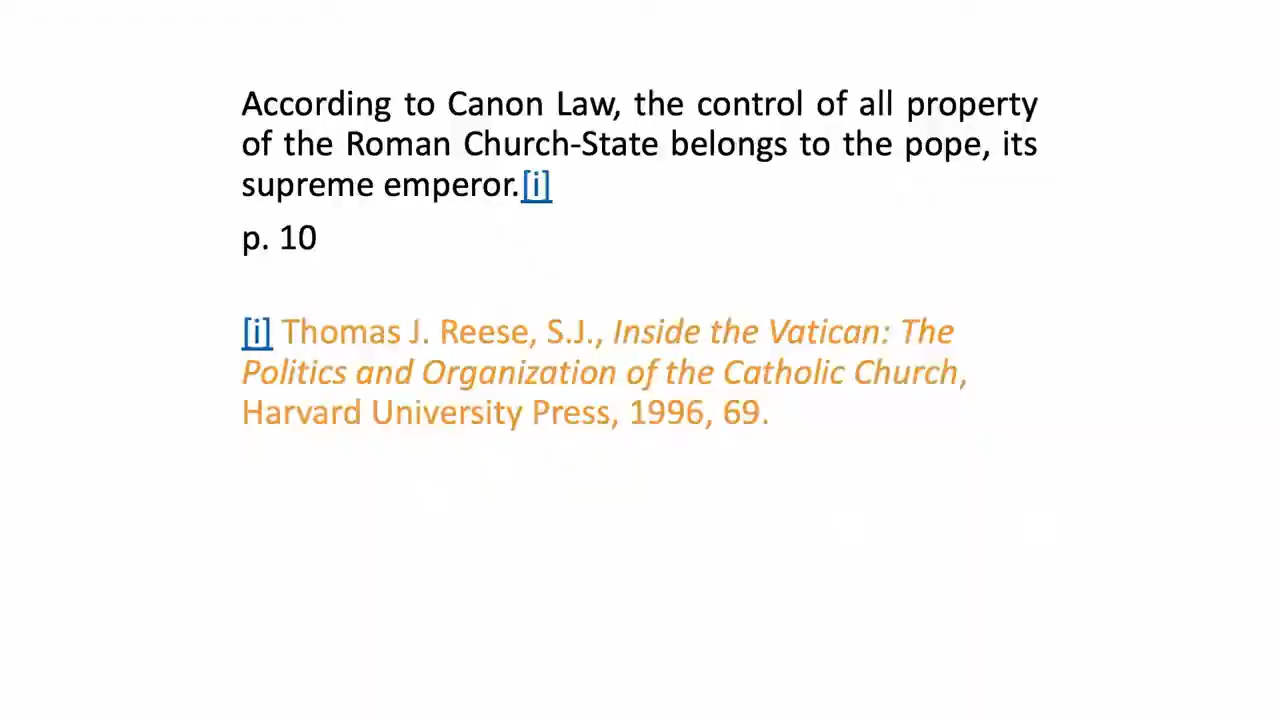 According to Canon Law, the control of all property
of the Roman Church-State belongs to the pope, its
supreme emperor.[i]
p. 10
[i] Thomas J. Reese, S.J., Inside the Vatican: The
Politics and Organization of the Catholic Church,
Harvard University Press, 1996, 69.